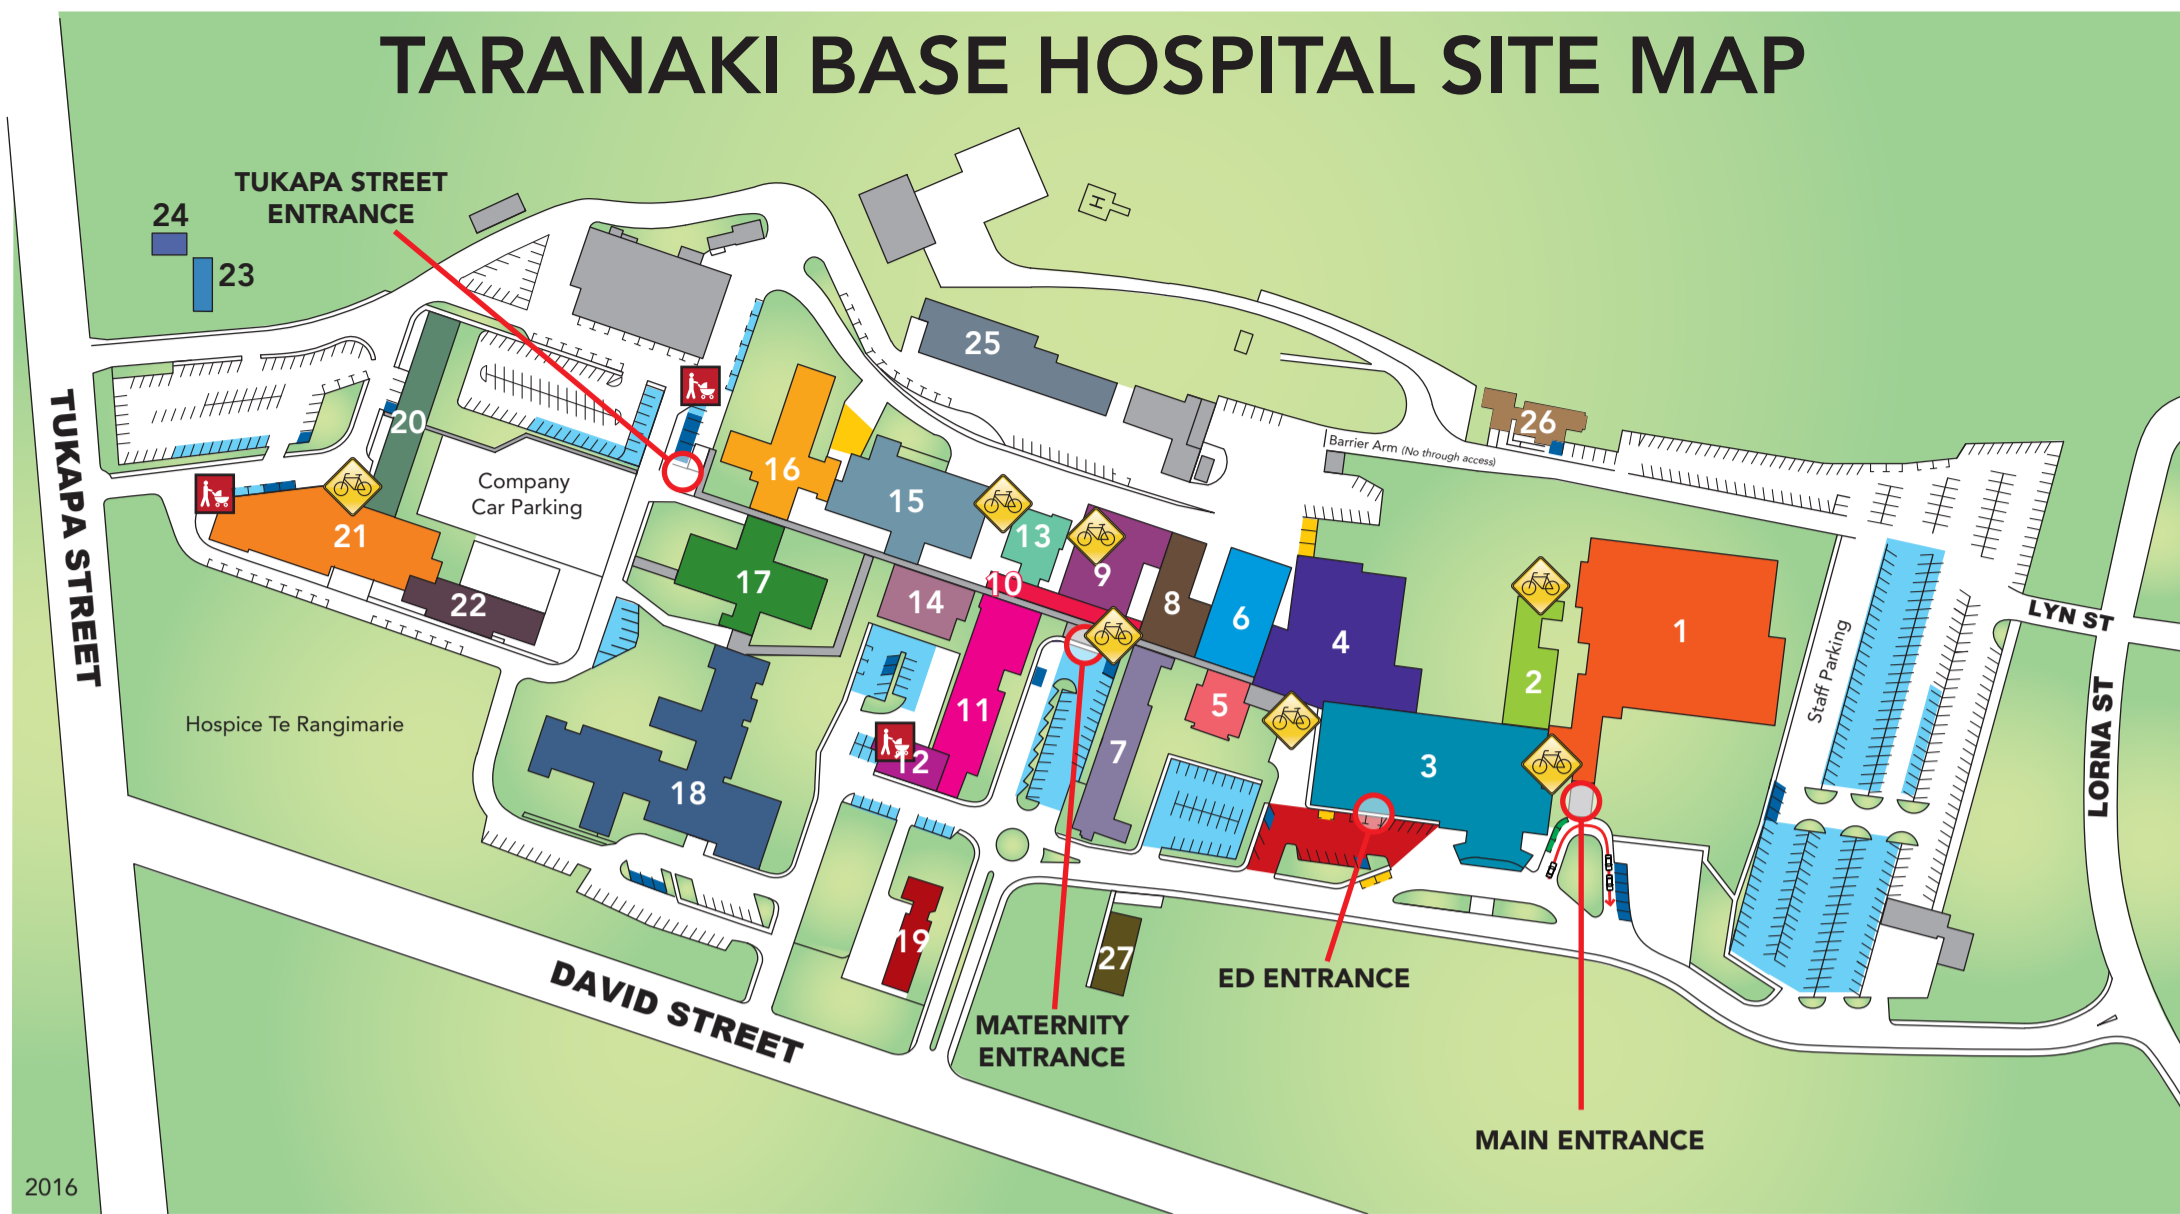 TARANAKI BASE HOSPITAL SITE MAP
TUKAPA STREET
ENTRANCE
24
23
H
25
20
26
Barrier Arm (No through access)
TUKAPA STREET
16
Company
Car Parking
15
21
13
17
10
9
22
14
8
6
4
1
LYN ST
2
5
Staff Parking
LORNA ST
Hospice Te Rangimarie
11
7
12
3
18
19
27
DAVID STREET
ED ENTRANCE
MATERNITY
ENTRANCE
MAIN ENTRANCE
2016